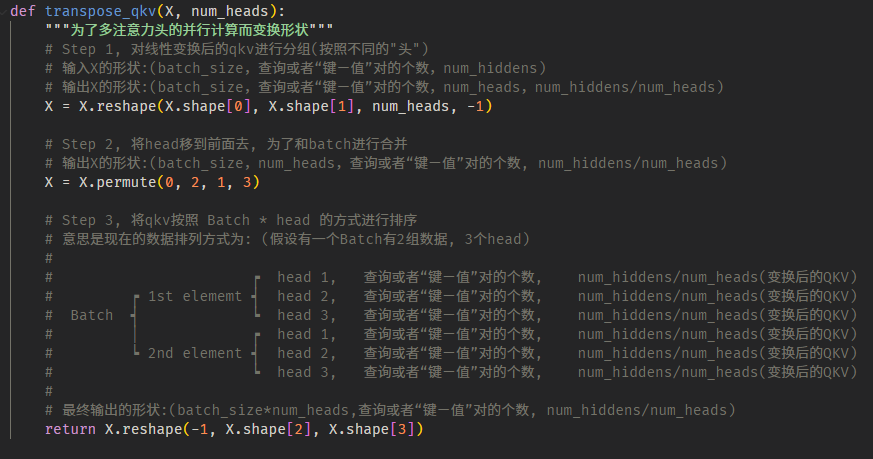 def transpose_qkv(X, num_heads):
    """为了多注意力头的并行计算而变换形状"""
    # Step 1, 对线性变换后的qkv进行分组(按照不同的"头")
    # 输入X的形状:(batch_size，查询或者“键－值”对的个数，num_hiddens)
    # 输出X的形状:(batch_size，查询或者“键－值”对的个数，num_heads，num_hiddens/num_heads)
    X = X.reshape(X.shape[0], X.shape[1], num_heads, -1)

    # Step 2, 将head移到前面去, 为了和batch进行合并
    # 输出X的形状:(batch_size，num_heads，查询或者“键－值”对的个数, num_hiddens/num_heads)
    X = X.permute(0, 2, 1, 3)

    # Step 3, 将qkv按照 Batch * head 的方式进行排序
    # 意思是现在的数据排列方式为: (假设有一个Batch有2组数据, 3个head)
    #
    #                       ┏  head 1,   查询或者“键－值”对的个数,    num_hiddens/num_heads(变换后的QKV)
    #         ┏ 1st elememt ┫  head 2,   查询或者“键－值”对的个数,    num_hiddens/num_heads(变换后的QKV)
    #  Batch  ┫             ┗  head 3,   查询或者“键－值”对的个数,    num_hiddens/num_heads(变换后的QKV)
    #         ┃             ┏  head 1,   查询或者“键－值”对的个数,    num_hiddens/num_heads(变换后的QKV)
    #         ┗ 2nd element ┫  head 2,   查询或者“键－值”对的个数,    num_hiddens/num_heads(变换后的QKV)
    #                       ┗  head 3,   查询或者“键－值”对的个数,    num_hiddens/num_heads(变换后的QKV)
    #
    # 最终输出的形状:(batch_size*num_heads,查询或者“键－值”对的个数, num_hiddens/num_heads)
    return X.reshape(-1, X.shape[2], X.shape[3])